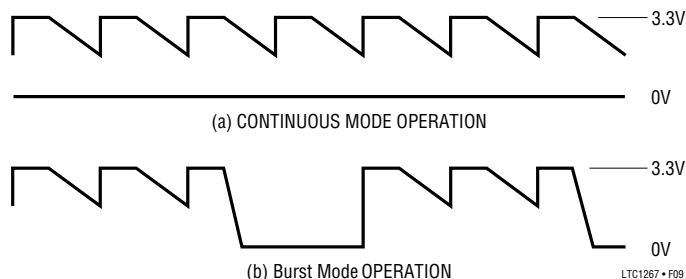 3.3V
0V
(a) CONTINUOUS MODE OPERATION
3.3V
0V
(b) Burst Mode OPERATION
LTC1267 • F09